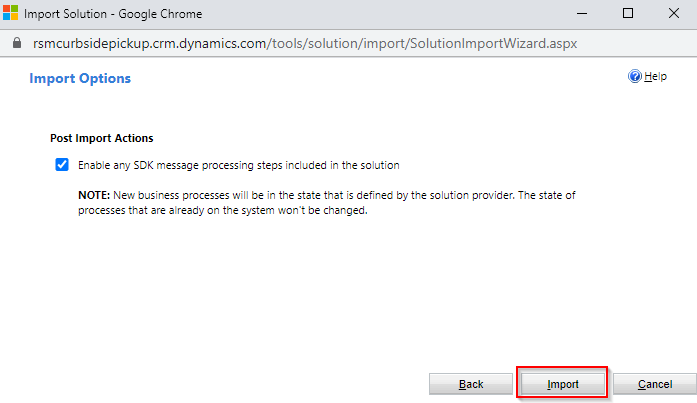 Import Solution - Google Chrome
rsmcurbsidepickup.crm.dynamics.com/tools/solution/import/SolutionImportWizard.aspx
Import Options
Help
Post Import Actions
Enable any SDK message processing steps included in the solution
NOTE: New business processes will be in the state that is defined by the solution provider. The state of
processes that are already on the system won't be changed.
Back Import Cancel